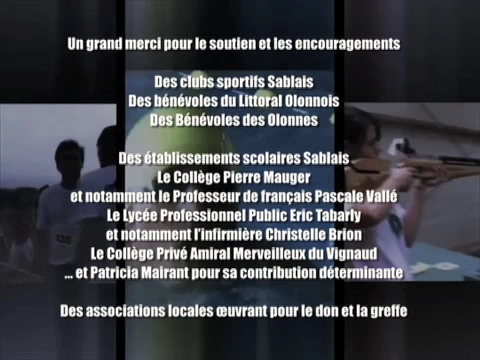 Un grand merci pour le soutien et les encouragements
Des clubs sportifs Sablais
Des bénévoles du Littoral Olonnois
Des Bénévoles des Olonnes
Des établissements scolaires Sablais
Le Collège Pierre Mauger
et notamment le Professeur de français Pascale Vallé
Le Lycée Professionnel Public Eric Tabarly
et notamment l'infirmière Christelle Brion
Le Collège Privé Amiral Merveilleux du Vignaud
... et Patricia Mairant pour sa contribution déterminante
Des associations locales œuvrant pour le don et la greffe